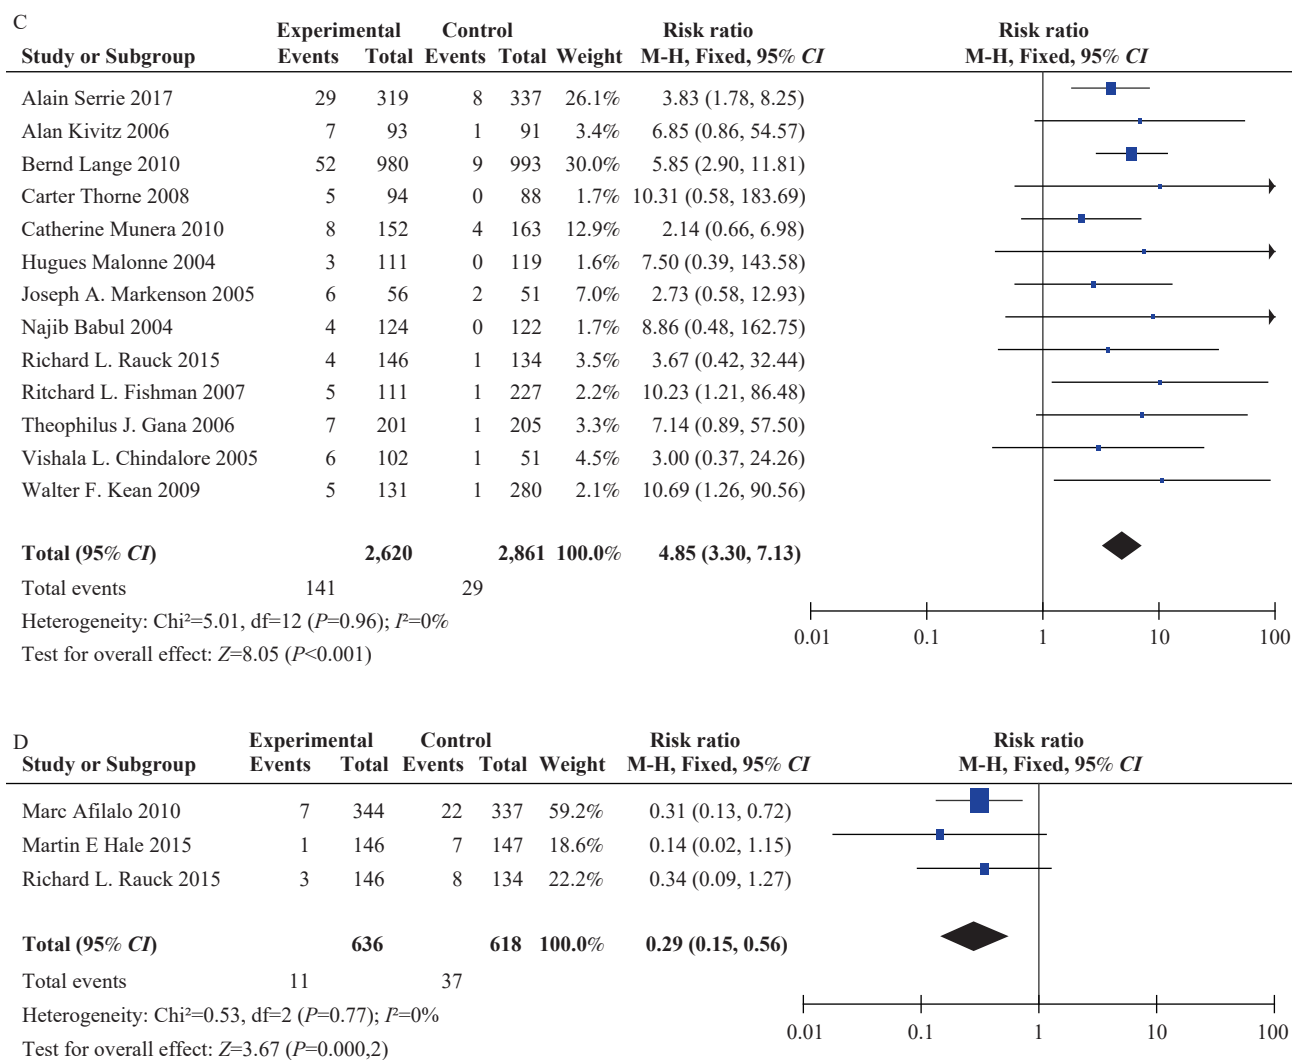 C
Experimental Control Risk ratio Risk ratio
Study or Subgroup Events Total Events Total Weight M-H, Fixed, 95% CI M-H, Fixed, 95% CI
Alain Serrie 2017 29 319 8 337 26.1% 3.83 (1.78, 8.25)
Alan Kivitz 2006 7 93 1 91 3.4% 6.85 (0.86, 54.57)
Bernd Lange 2010 52 980 9 993 30.0% 5.85 (2.90, 11.81)
Carter Thorne 2008 5 94 0 88 1.7% 10.31 (0.58, 183.69)
Catherine Munera 2010 8 152 4 163 12.9% 2.14 (0.66, 6.98)
Hugues Malonne 2004 3 111 0 119 1.6% 7.50 (0.39, 143.58)
Joseph A. Markenson 2005 6 56 2 51 7.0% 2.73 (0.58, 12.93)
Najib Babul 2004 4 124 0 122 1.7% 8.86 (0.48, 162.75)
Richard L. Rauck 2015 4 146 1 134 3.5% 3.67 (0.42, 32.44)
Ritchard L. Fishman 2007 5 111 1 227 2.2% 10.23 (1.21, 86.48)
Theophilus J. Gana 2006 7 201 1 205 3.3% 7.14 (0.89, 57.50)
Vishala L. Chindalore 2005 6 102 1 51 4.5% 3.00 (0.37, 24.26)
Walter F. Kean 2009 5 131 1 280 2.1% 10.69 (1.26, 90.56)
Total (95% CI) 2,620 2,861 100.0% 4.85 (3.30, 7.13)
Total events 141 29
Heterogeneity: Chi²=5.01, df=12 (P=0.96); I²=0%
0.01 0.1 1 10 100
Test for overall effect: Z=8.05 (P<0.001)
D
Experimental Control Risk ratio Risk ratio
Study or Subgroup Events Total Events Total Weight M-H, Fixed, 95% CI M-H, Fixed, 95% CI
Marc Afilalo 2010 7 344 22 337 59.2% 0.31 (0.13, 0.72)
Martin E Hale 2015 1 146 7 147 18.6% 0.14 (0.02, 1.15)
Richard L. Rauck 2015 3 146 8 134 22.2% 0.34 (0.09, 1.27)
Total (95% CI) 636 618 100.0% 0.29 (0.15, 0.56)
Total events 11 37
Heterogeneity: Chi²=0.53, df=2 (P=0.77); I²=0%
0.01 0.1 1 10 100
Test for overall effect: Z=3.67 (P=0.000,2)